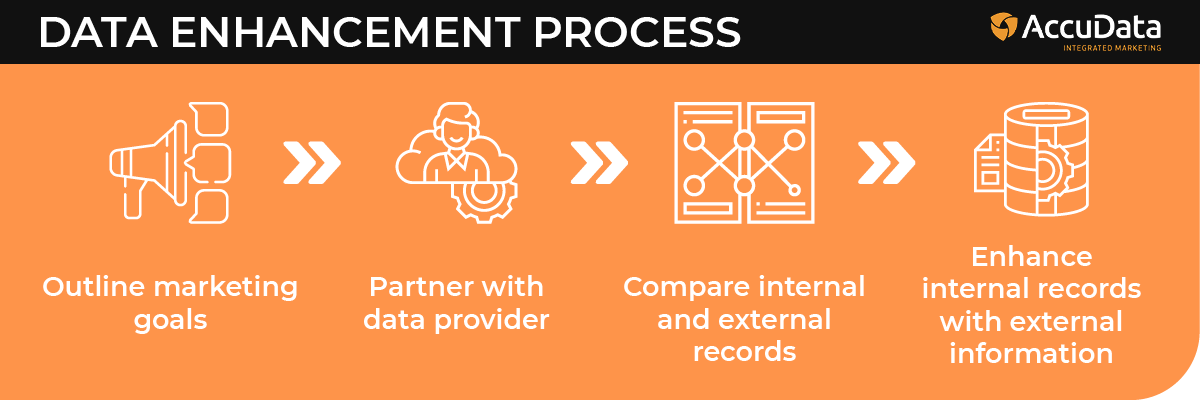 DATA ENHANCEMENT PROCESS
AccuData
INTEGRATED MARKETING
Outline marketing
goals
Partner with
data provider
Compare internal
and external
records
Enhance
internal records
with external
information